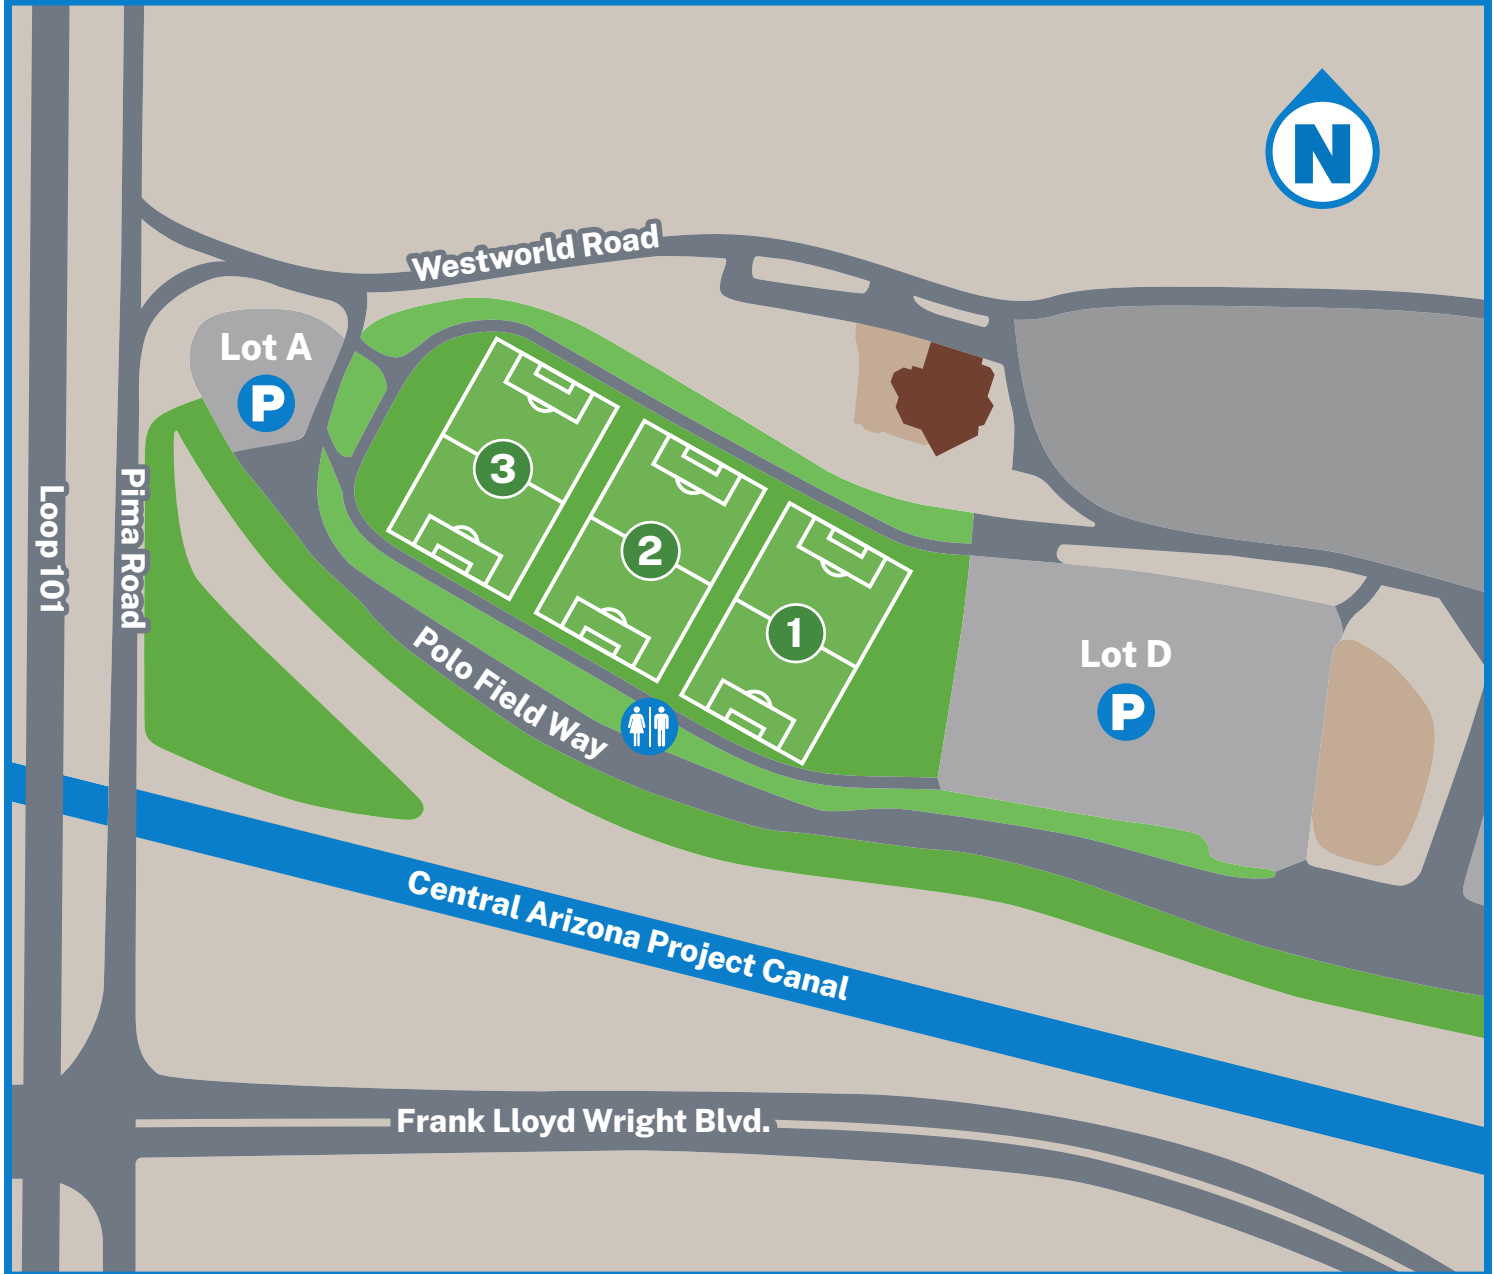 N
Westworld Road
Lot A
P
3
2
1
Loop 101
Pima Road
Polo Field Way
Lot D
P
Central Arizona Project Canal
Frank Lloyd Wright Blvd.